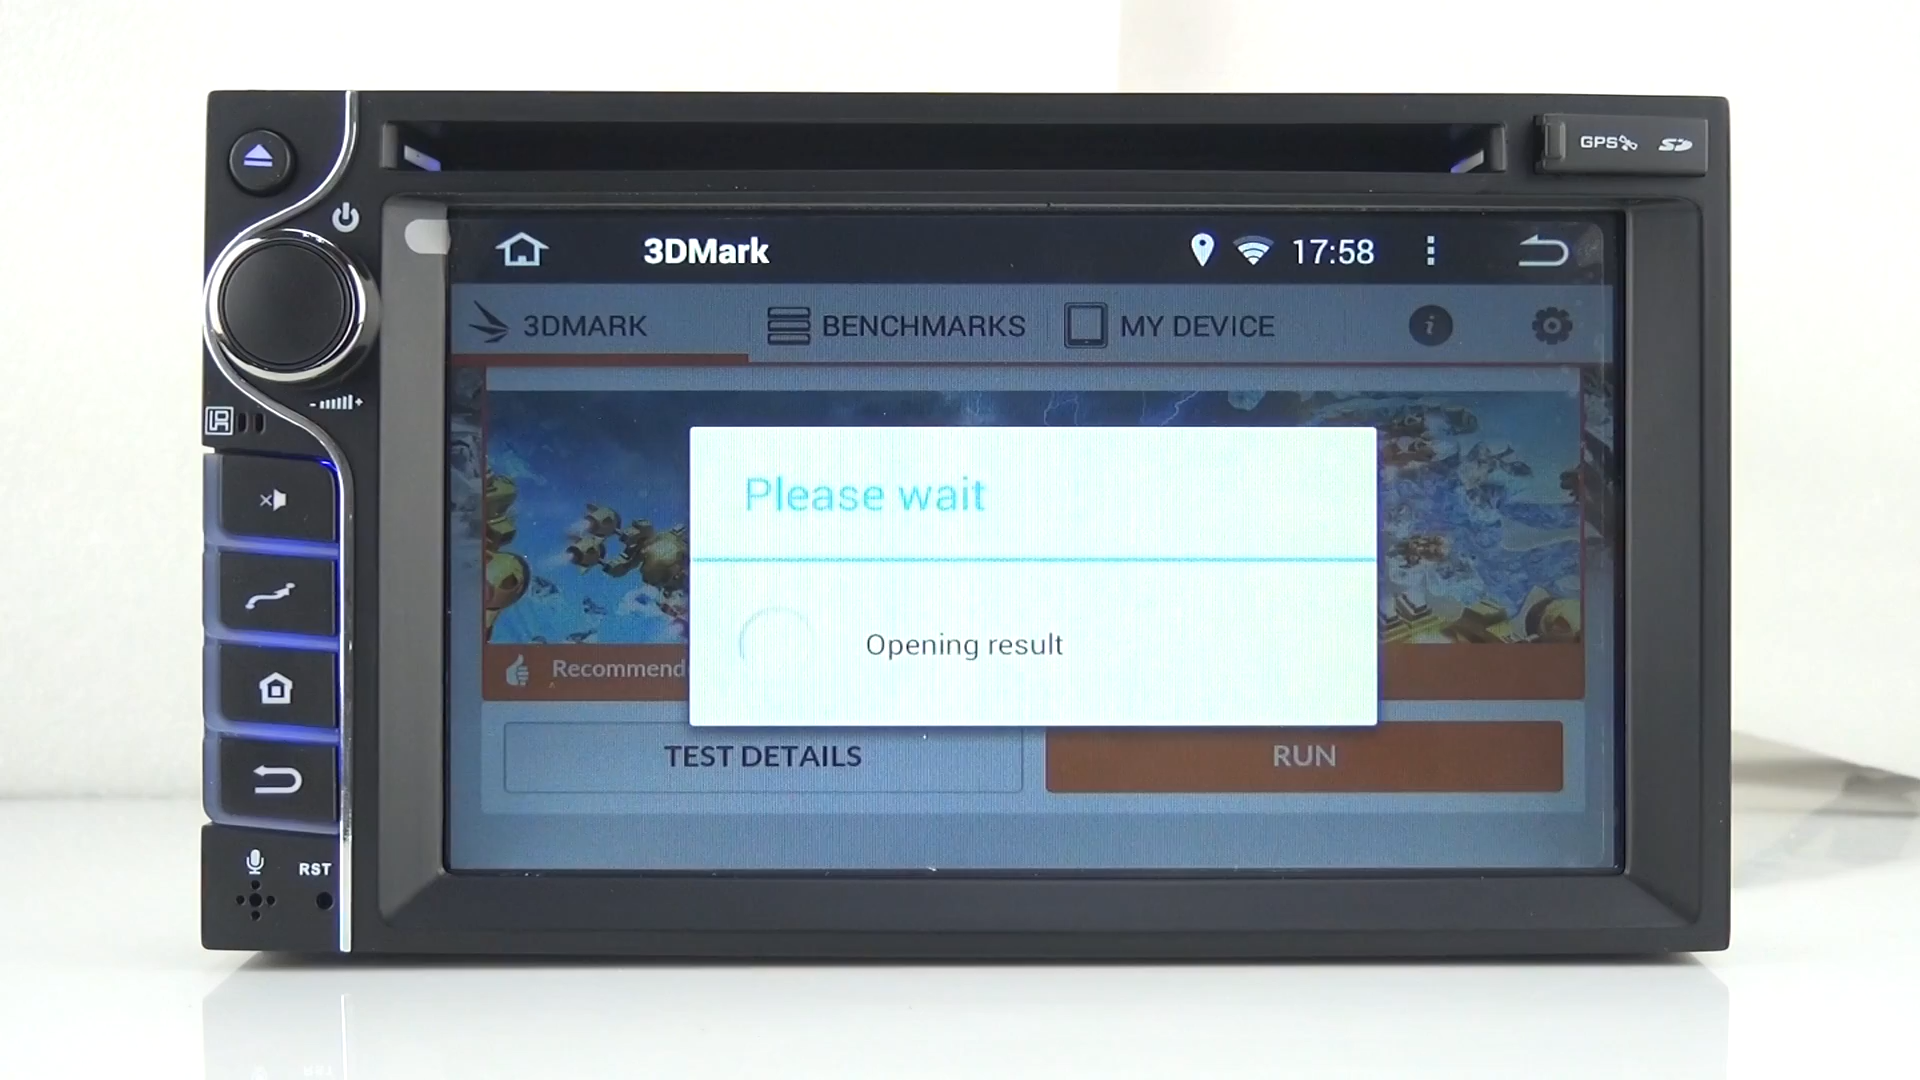 GPS SD
3DMark 17:58
3DMARK BENCHMARKS MY DEVICE
Please wait
Opening result
Recommend
TEST DETAILS RUN
RST